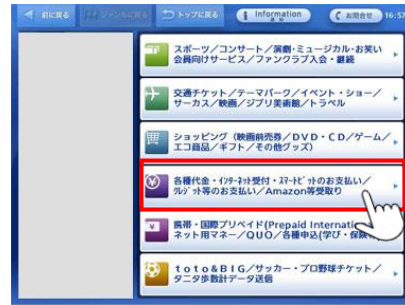 前に戻る
トップに戻る
Information
お問合せ
16:57
スポーツ／コンサート／演劇・ミュージカル・お笑い
会員向けサービス／ファンクラブ入会・継続
交通チケット／テーマパーク／イベント・ショー／
サーカス／映画／ジブリ美術館／トラベル
ショッピング（映画前売券／DVD・CD／ゲーム／
エコ商品／ギフト／その他グッズ）
各種代金・インターネット受付・スマートピットのお支払い／
クレジット等のお支払い／Amazon等受取り
携帯・国際プリペイド(Prepaid Internatio
ネット用マネー／QUO／各種申込(学び・保険
toto&BIG／サッカー・プロ野球チケット／
タニタ歩数計データ送信